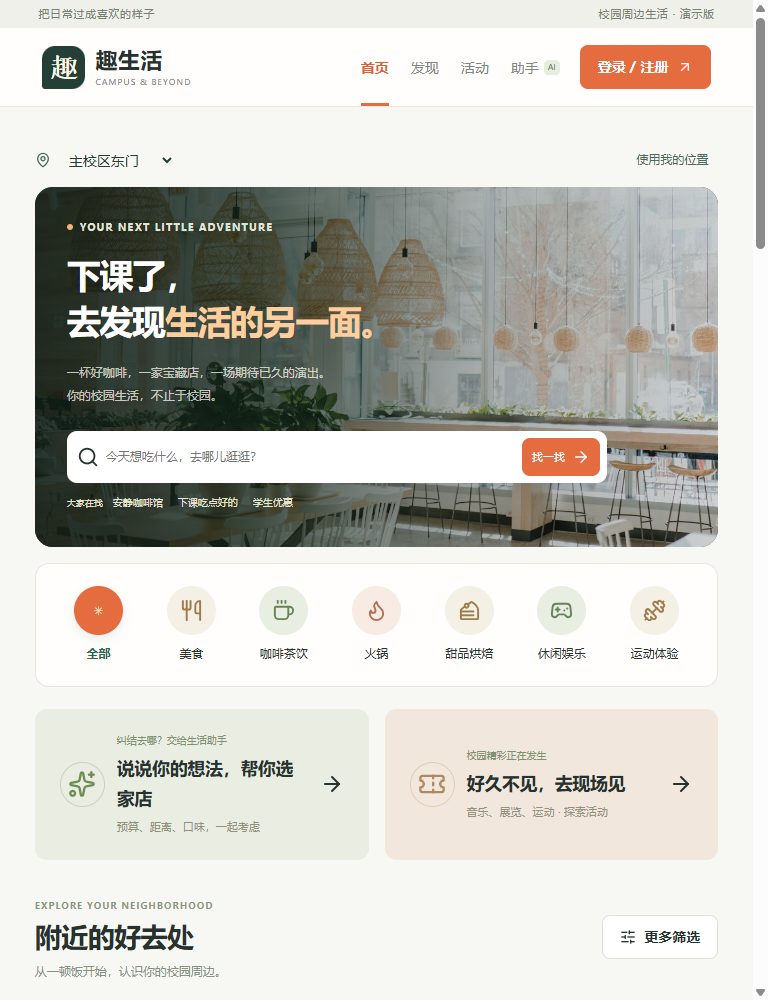 把日常过成喜欢的样子
校园周边生活 · 演示版
趣
趣生活
CAMPUS & BEYOND
首页
发现
活动
助手 AI
登录 / 注册
主校区东门
使用我的位置
YOUR NEXT LITTLE ADVENTURE
下课了，
去发现生活的另一面。
一杯好咖啡，一家宝藏店，一场期待已久的演出。
你的校园生活，不止于校园。
今天想吃什么，去哪儿逛逛？
找一找
大家在找 安静咖啡馆 下课吃点好的 学生优惠
全部
美食
咖啡茶饮
火锅
甜品烘焙
休闲娱乐
运动体验
纠结去哪？交给生活助手
说说你的想法，帮你选
家店
预算、距离、口味，一起考虑
校园精彩正在发生
好久不见，去现场见
音乐、展览、运动 · 探索活动
EXPLORE YOUR NEIGHBORHOOD
附近的好去处
从一顿饭开始，认识你的校园周边。
更多筛选